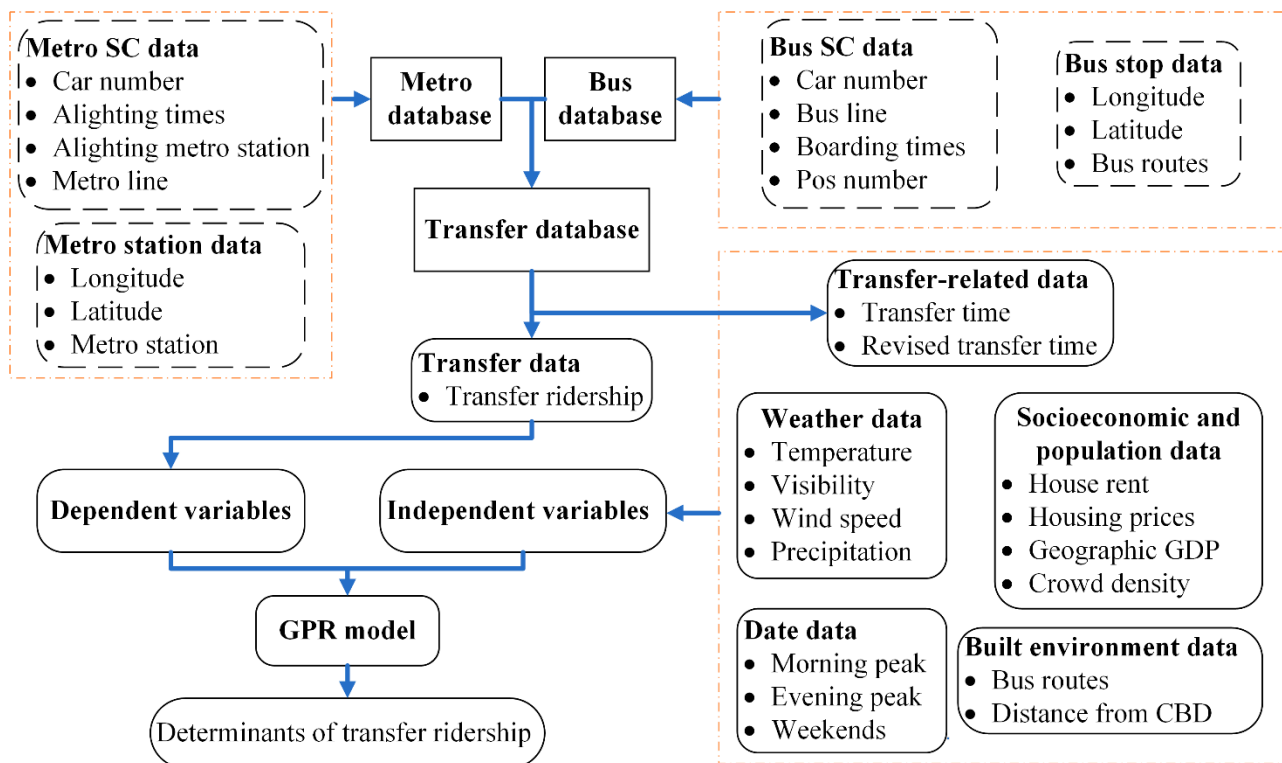 Metro SC data
• Car number
• Alighting times
• Alighting metro station
• Metro line
Metro station data
• Longitude
• Latitude
• Metro station
Metro
database
Bus
database
Bus SC data
• Car number
• Bus line
• Boarding times
• Pos number
Bus stop data
• Longitude
• Latitude
• Bus routes
Transfer database
Transfer-related data
• Transfer time
• Revised transfer time
Transfer data
• Transfer ridership
Weather data
• Temperature
• Visibility
• Wind speed
• Precipitation
Socioeconomic and
population data
• House rent
• Housing prices
• Geographic GDP
• Crowd density
Dependent variables
Independent variables
GPR model
Date data
• Morning peak
• Evening peak
• Weekends
Built environment data
• Bus routes
• Distance from CBD
Determinants of transfer ridership